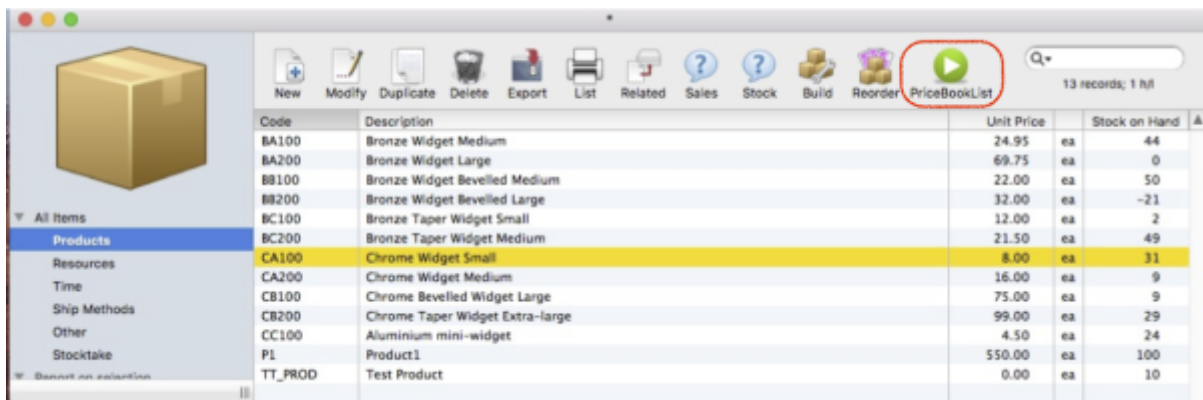 New Modify Duplicate Delete Export List Related Sales Stock Build Reorder PriceBookList
13 records; 1 h/l
All Items
Products
Resources
Time
Ship Methods
Other
Stocktake
Report on selection
Code Description Unit Price Stock on Hand
BA100 Bronze Widget Medium 24.95 ea 44
BA200 Bronze Widget Large 69.75 ea 0
BB100 Bronze Widget Bevelled Medium 22.00 ea 50
BB200 Bronze Widget Bevelled Large 32.00 ea -21
BC100 Bronze Taper Widget Small 12.00 ea 2
BC200 Bronze Taper Widget Medium 21.50 ea 49
CA100 Chrome Widget Small 8.00 ea 31
CA200 Chrome Widget Medium 16.00 ea 9
CB100 Chrome Bevelled Widget Large 75.00 ea 9
CB200 Chrome Taper Widget Extra-large 99.00 ea 29
CC100 Aluminium mini-widget 4.50 ea 24
P1 Product1 550.00 ea 100
TT_PROD Test Product 0.00 ea 10